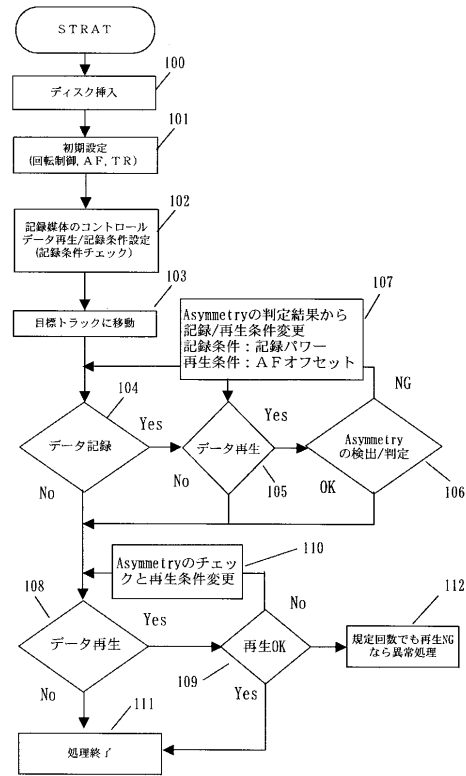 STRAT
100
ディスク挿入
101
初期設定
(回転制御,AF,TR)
102
記録媒体のコントロール
データ再生/記録条件設定
(記録条件チェック)
103
目標トラックに移動
107
Asymmetryの判定結果から
記録/再生条件変更
記録条件：記録パワー
再生条件：AFオフセット
NG
104
データ記録
Yes
No
データ再生
Yes
No
105
Asymmetry
の検出/判定
OK
106
110
Asymmetryのチェッ
クと再生条件変更
108
データ再生
Yes
No
再生OK
No
109
Yes
112
規定回数でも再生NG
なら異常処理
111
処理終了